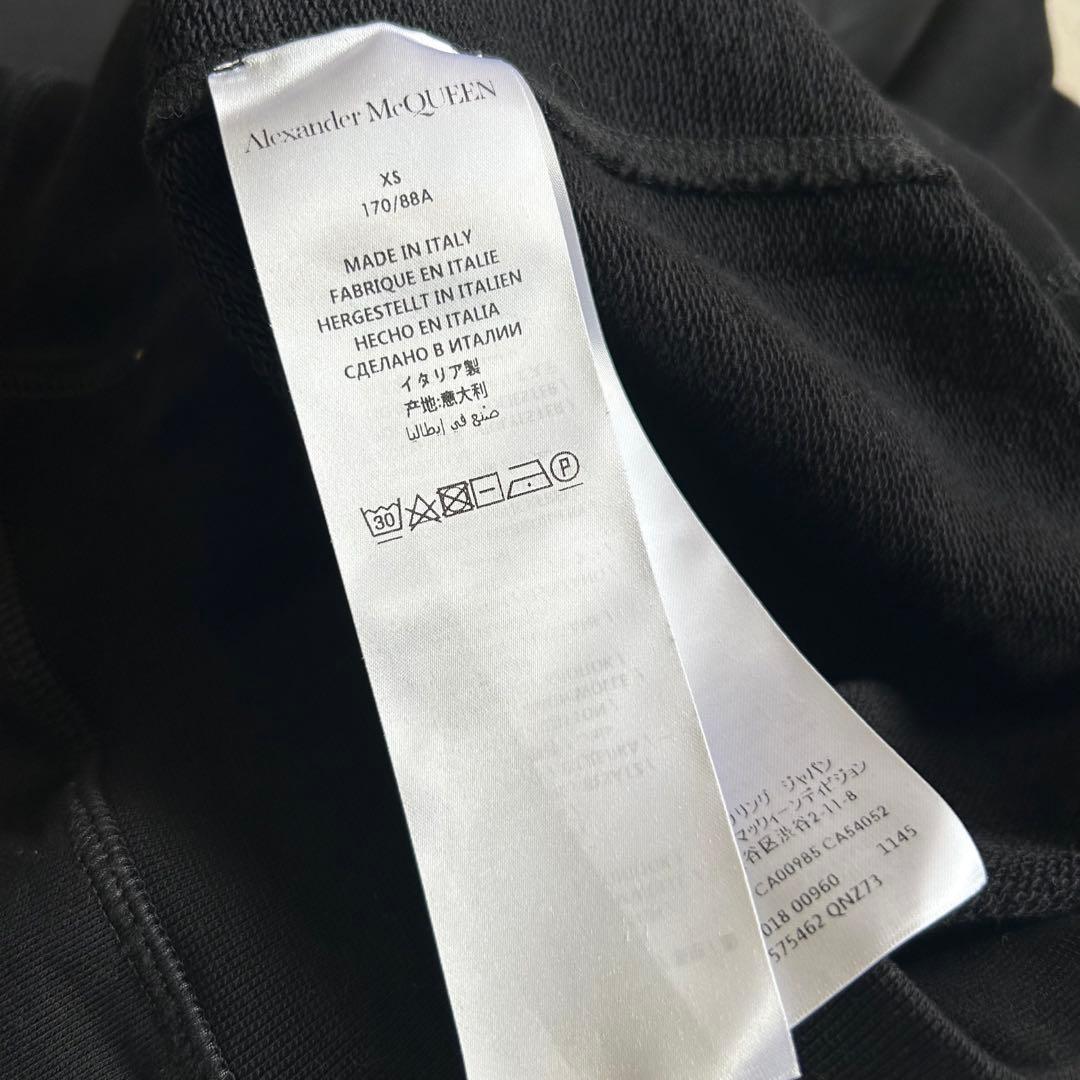 Alexander McQUEEN
XS
170/88A
MADE IN ITALY
FABRIQUE EN ITALIE
HERGESTELLT IN ITALIEN
HECHO EN ITALIA
СДЕЛАНО В ИТАЛИИ
イタリア製
产地:意大利
صنع في إيطاليا
30
P
リング ジャパン
マックィーンディビジョン
谷区渋谷2-11-8
CA00985 CA54052
1145
018 00960
575462 QNZ73